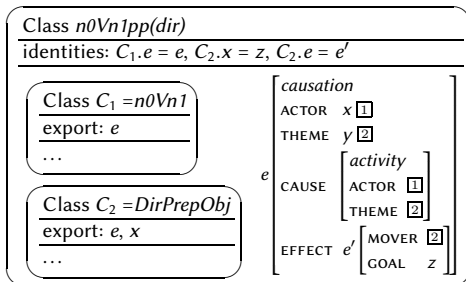 Class n0Vn1pp(dir)
identities: C₁.e = e, C₂.x = z, C₂.e = e′
Class C₁ =n0Vn1
export: e
...
Class C₂ =DirPrepObj
export: e, x
...
causation
ACTOR x 1
THEME y 2
e
CAUSE
activity
ACTOR 1
THEME 2
EFFECT e′
MOVER 2
GOAL z